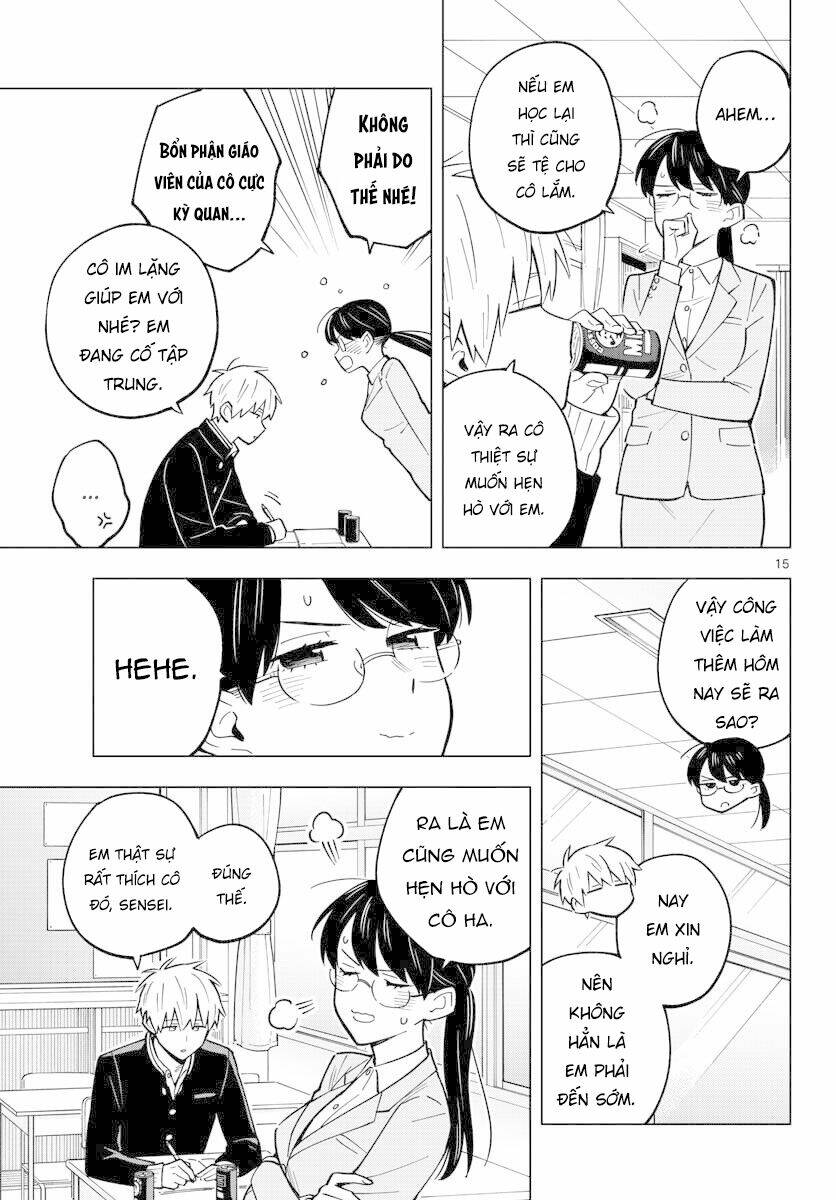 AHEM...
NẾU EM
HỌC LẠI
THÌ CŨNG
SẼ TỆ CHO
CÔ LẮM.
VẬY RA CÔ
THIỆT SỰ
MUỐN HẸN
HÒ VỚI EM.
KHÔNG
PHẢI DO
THẾ NHÉ!
BỔN PHẬN GIÁO
VIÊN CỦA CÔ CỰC
KỲ QUAN...
CÔ IM LẶNG
GIÚP EM VỚI
NHÉ? EM
ĐANG CỐ TẬP
TRUNG.
...
15
VẬY CÔNG
VIỆC LÀM
THÊM HÔM
NAY SẼ RA
SAO?
NAY
EM XIN
NGHỈ.
NÊN
KHÔNG
HẲN LÀ
EM PHẢI
ĐẾN SỚM.
HEHE.
RA LÀ EM
CŨNG MUỐN
HẸN HÒ VỚI
CÔ HA.
ĐÚNG
THẾ.
EM THẬT SỰ
RẤT THÍCH CÔ
ĐÓ, SENSEI.